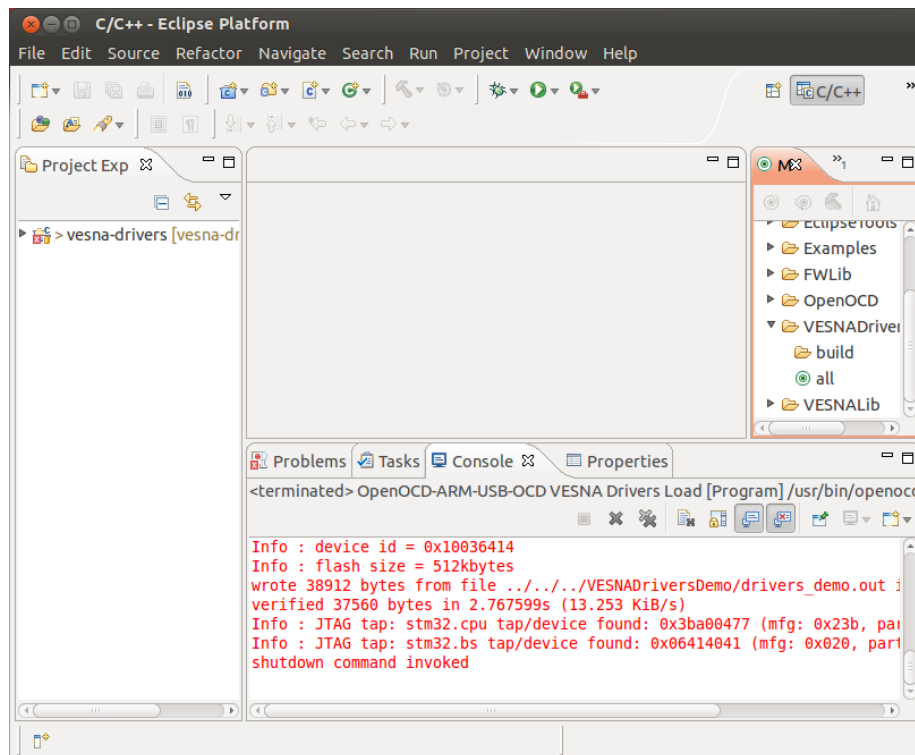 C/C++ - Eclipse Platform
File Edit Source Refactor Navigate Search Run Project Window Help
010
C/C++
Project Exp
M
1
> vesna-drivers [vesna-dr
EclipseTools
Examples
FWLib
OpenOCD
VESNADriver
build
all
VESNALib
Problems Tasks Console Properties
<terminated> OpenOCD-ARM-USB-OCD VESNA Drivers Load [Program] /usr/bin/openocd
Info : device id = 0x10036414
Info : flash size = 512kbytes
wrote 38912 bytes from file ../../../VESNADriversDemo/drivers_demo.out i
verified 37560 bytes in 2.767599s (13.253 KiB/s)
Info : JTAG tap: stm32.cpu tap/device found: 0x3ba00477 (mfg: 0x23b, par
Info : JTAG tap: stm32.bs tap/device found: 0x06414041 (mfg: 0x020, part
shutdown command invoked